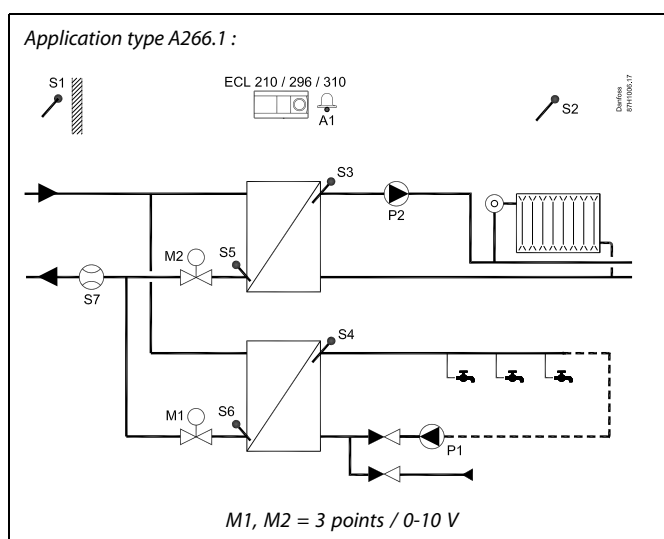 Application type A266.1 :
S1
ECL 210 / 296 / 310
A1
S2
Danfoss
87H1006.17
S3
P2
M2
S5
S7
S4
M1
S6
P1
M1, M2 = 3 points / 0-10 V